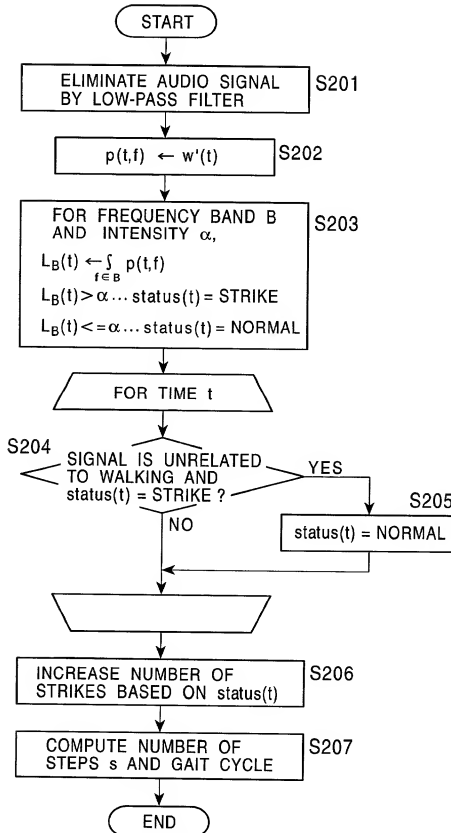 START
ELIMINATE AUDIO SIGNAL
BY LOW-PASS FILTER
S201
p(t,f) ← w'(t)
S202
FOR FREQUENCY BAND B
AND INTENSITY α,
S203
L_B(t) ← ∫ p(t,f)
f∈B
L_B(t)>α...status(t)=STRIKE
L_B(t)<=α...status(t)=NORMAL
FOR TIME t
S204
SIGNAL IS UNRELATED
TO WALKING AND
status(t)=STRIKE?
YES
S205
status(t)=NORMAL
NO
INCREASE NUMBER OF
STRIKES BASED ON status(t)
S206
COMPUTE NUMBER OF
STEPS s AND GAIT CYCLE
S207
END